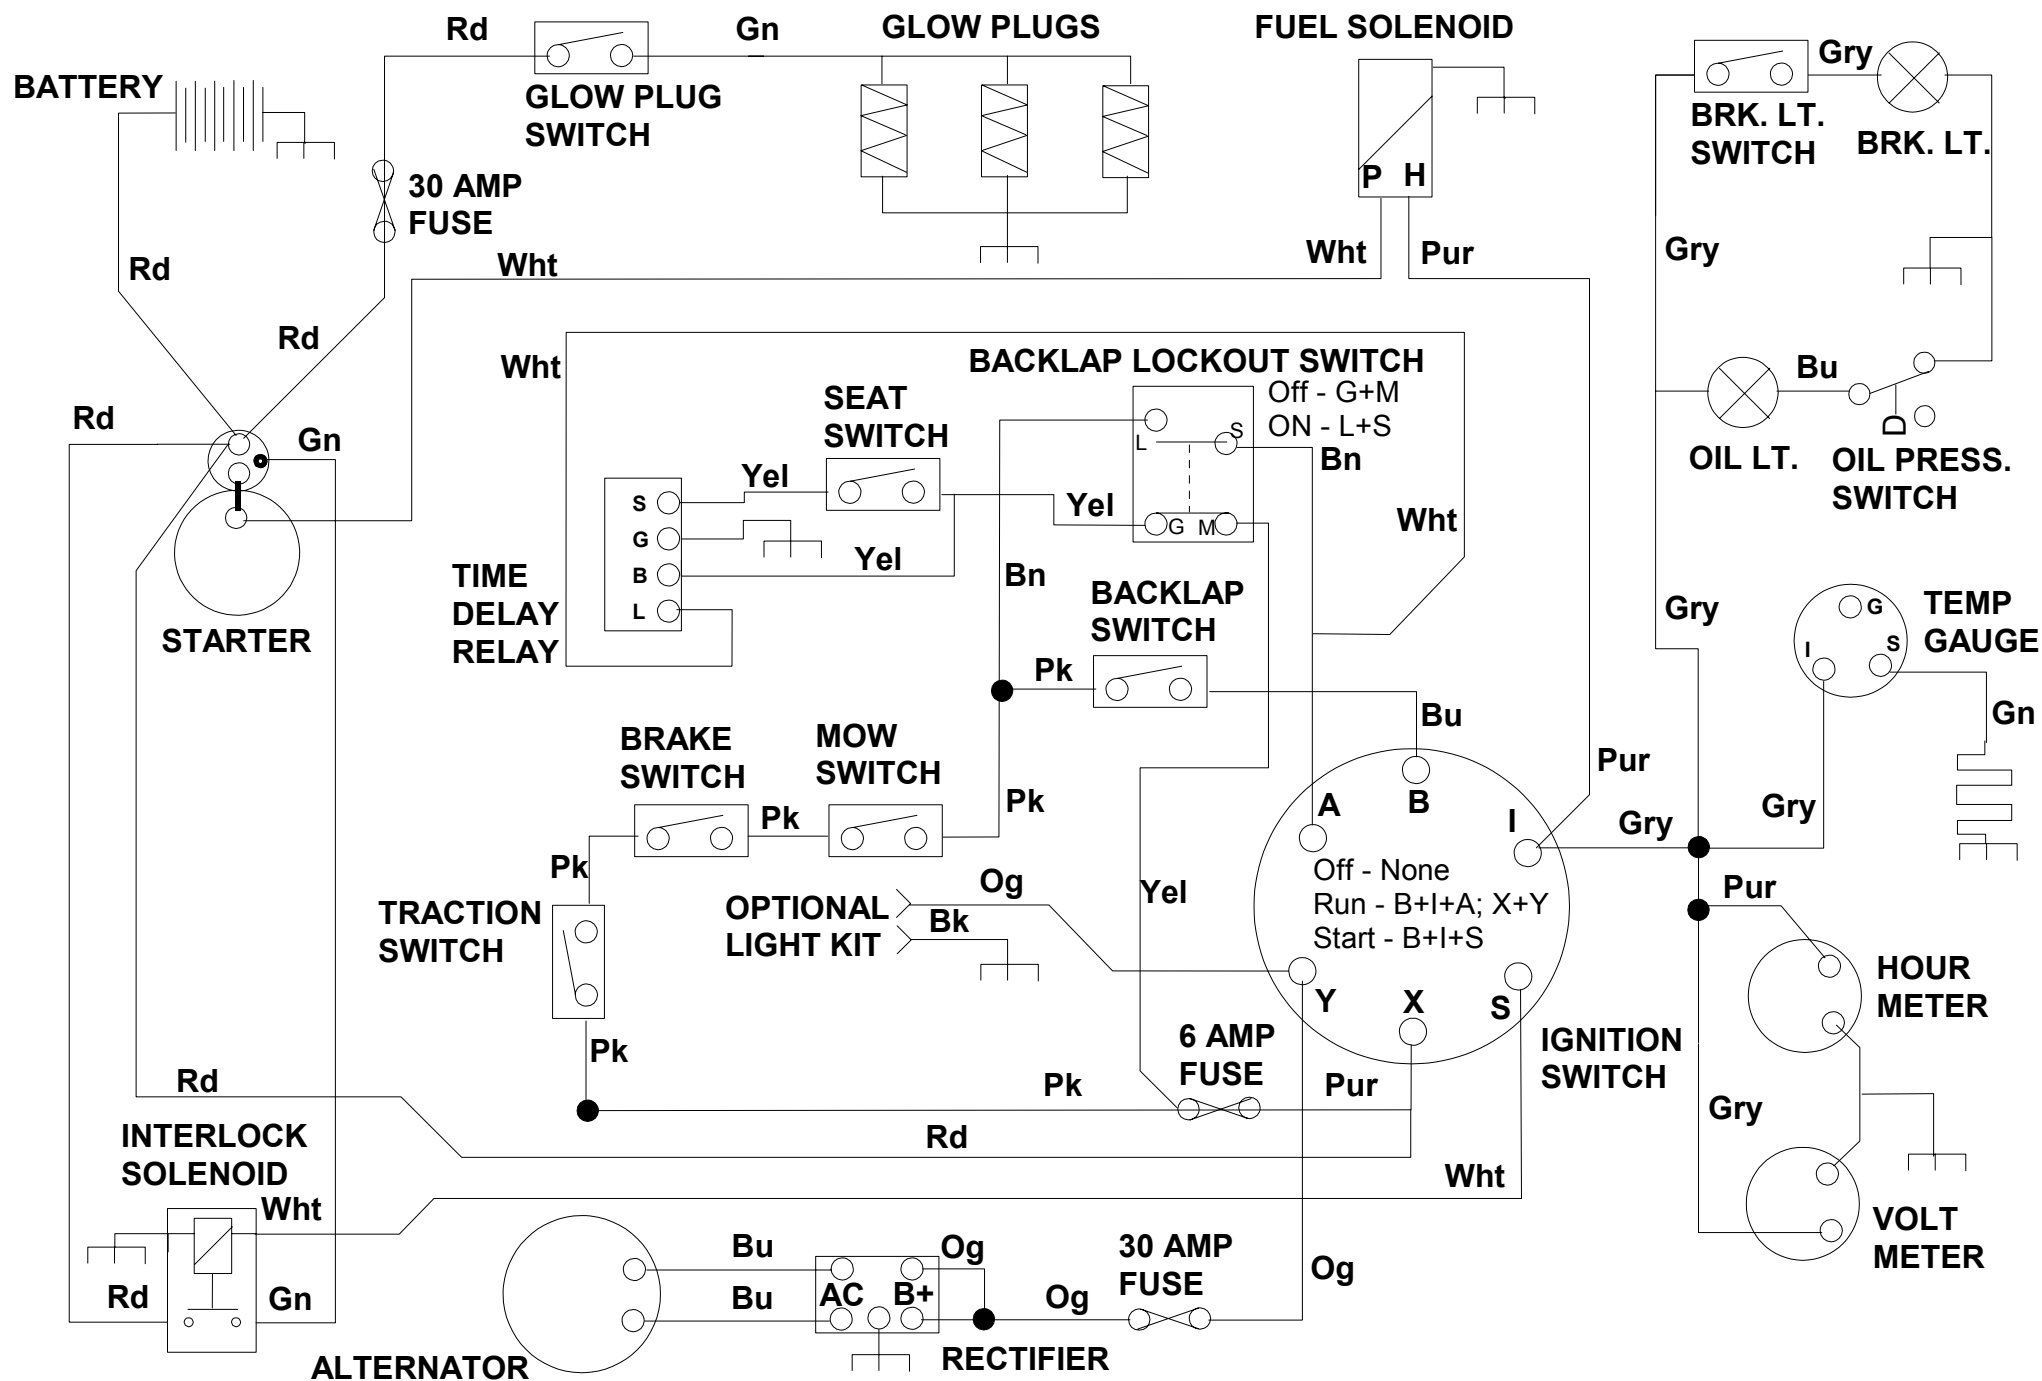 Rd
Gn
GLOW PLUGS
FUEL SOLENOID
Gry
BATTERY
GLOW PLUG
SWITCH
BRK. LT.
SWITCH
BRK. LT.
30 AMP
FUSE
P H
Rd
Wht
Wht
Pur
Gry
Rd
Wht
BACKLAP LOCKOUT SWITCH
Off - G+M
ON - L+S
Bu
Rd
Gn
SEAT
SWITCH
L
S
Bn
OIL LT.
OIL PRESS.
SWITCH
Yel
Yel
G M
Wht
S
G
B
L
Yel
TIME
DELAY
RELAY
Bn
BACKLAP
SWITCH
Gry
G
I
S
TEMP
GAUGE
STARTER
Pk
Bu
Gn
BRAKE
SWITCH
MOW
SWITCH
Pur
Pk
Pk
A
B
I
Gry
Gry
Pk
Off - None
Run - B+I+A; X+Y
Start - B+I+S
Og
Yel
Pur
TRACTION
SWITCH
OPTIONAL
LIGHT KIT
Bk
HOUR
METER
Y
X
S
Pk
6 AMP
FUSE
IGNITION
SWITCH
Rd
Pk
Pur
Gry
INTERLOCK
SOLENOID
Rd
Wht
Wht
VOLT
METER
Bu
Og
30 AMP
FUSE
Og
Rd
Gn
Bu
AC B+
Og
ALTERNATOR
RECTIFIER